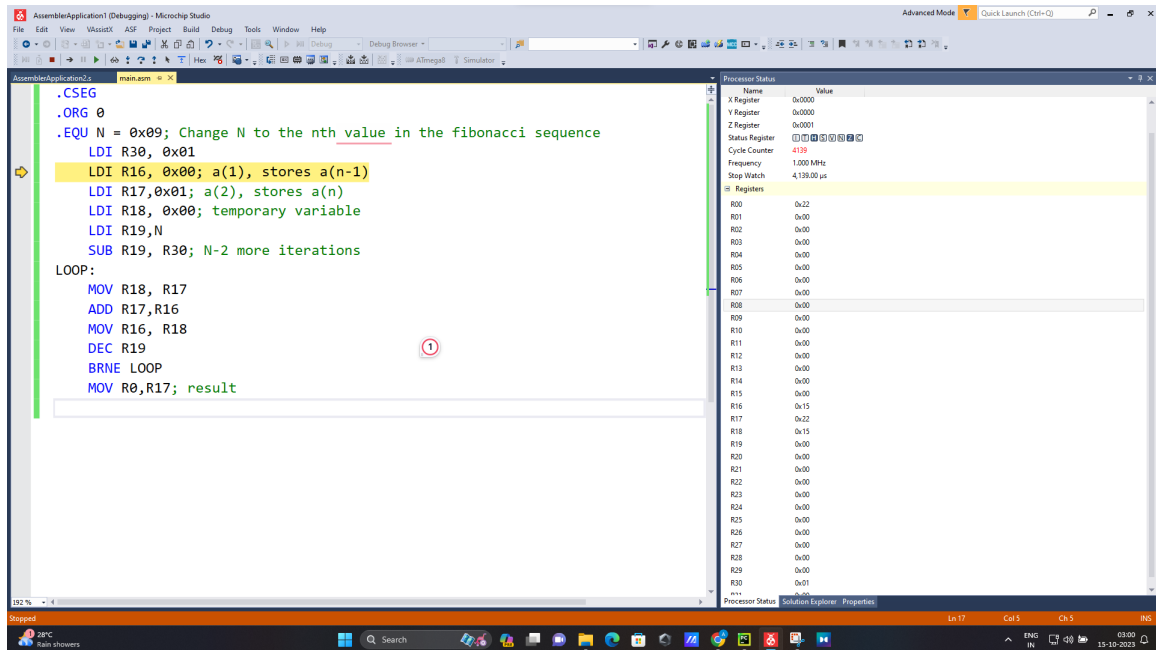 AssemblerApplication1 (Debugging) - Microchip Studio
Advanced Mode
Quick Launch (Ctrl+Q)
File Edit View VAssistX ASF Project Build Debug Tools Window Help
Debug
Debug Browser
Hex
ATmega8
Simulator
AssemblerApplication2.s
main.asm
.CSEG
.ORG 0
.EQU N = 0x09; Change N to the nth value in the fibonacci sequence
LDI R30, 0x01
LDI R16, 0x00; a(1), stores a(n-1)
LDI R17,0x01; a(2), stores a(n)
LDI R18, 0x00; temporary variable
LDI R19,N
SUB R19, R30; N-2 more iterations
LOOP:
MOV R18, R17
ADD R17,R16
MOV R16, R18
DEC R19
1
BRNE LOOP
MOV R0,R17; result
192 %
Processor Status
Name Value
X Register 0x0000
Y Register 0x0000
Z Register 0x0001
Status Register I T H S V N Z C
Cycle Counter 4139
Frequency 1.000 MHz
Stop Watch 4,139.00 µs
Registers
R00 0x22
R01 0x00
R02 0x00
R03 0x00
R04 0x00
R05 0x00
R06 0x00
R07 0x00
R08 0x00
R09 0x00
R10 0x00
R11 0x00
R12 0x00
R13 0x00
R14 0x00
R15 0x00
R16 0x15
R17 0x22
R18 0x15
R19 0x00
R20 0x00
R21 0x00
R22 0x00
R23 0x00
R24 0x00
R25 0x00
R26 0x00
R27 0x00
R28 0x00
R29 0x00
R30 0x01
Processor Status Solution Explorer Properties
Stopped
Ln 17 Col 5 Ch 5 INS
28°C
Rain showers
Search
ENG
IN
03:00
15-10-2023